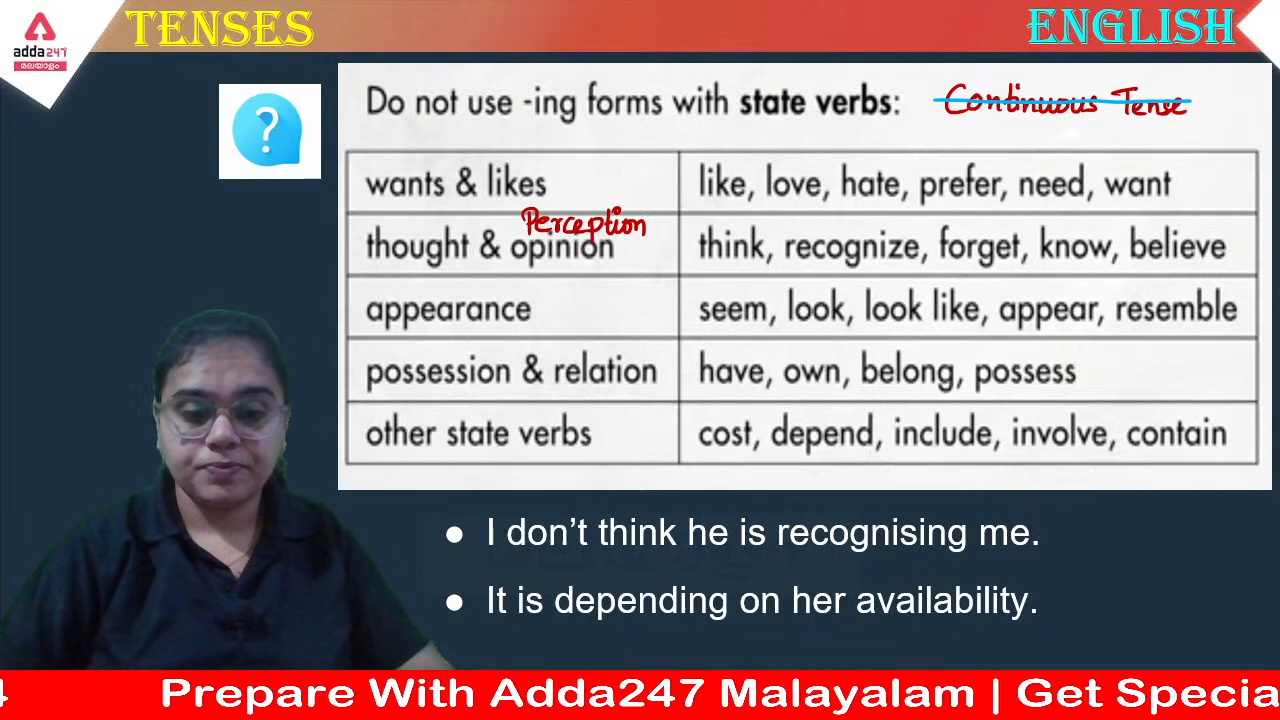 TENSES
ENGLISH
adda247
മലയാളം
?
Do not use -ing forms with state verbs: Continuous Tense
wants & likes like, love, hate, prefer, need, want
Perception
thought & opinion think, recognize, forget, know, believe
appearance seem, look, look like, appear, resemble
possession & relation have, own, belong, possess
other state verbs cost, depend, include, involve, contain
● I don’t think he is recognising me.
● It is depending on her availability.
4 Prepare With Adda247 Malayalam | Get Specia